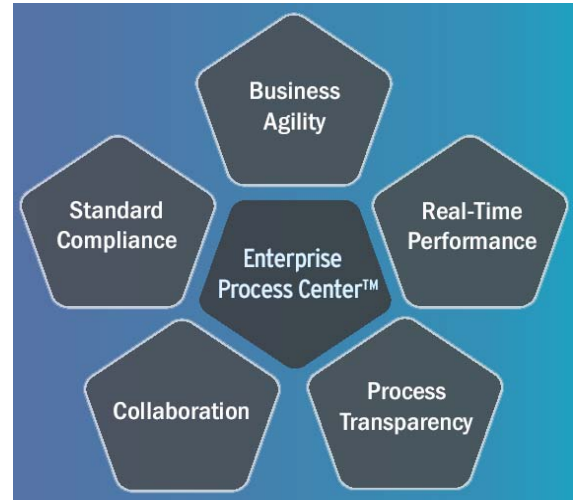 Business
Agility
Standard
Compliance
Real-Time
Performance
Enterprise
Process Center™
Collaboration
Process
Transparency